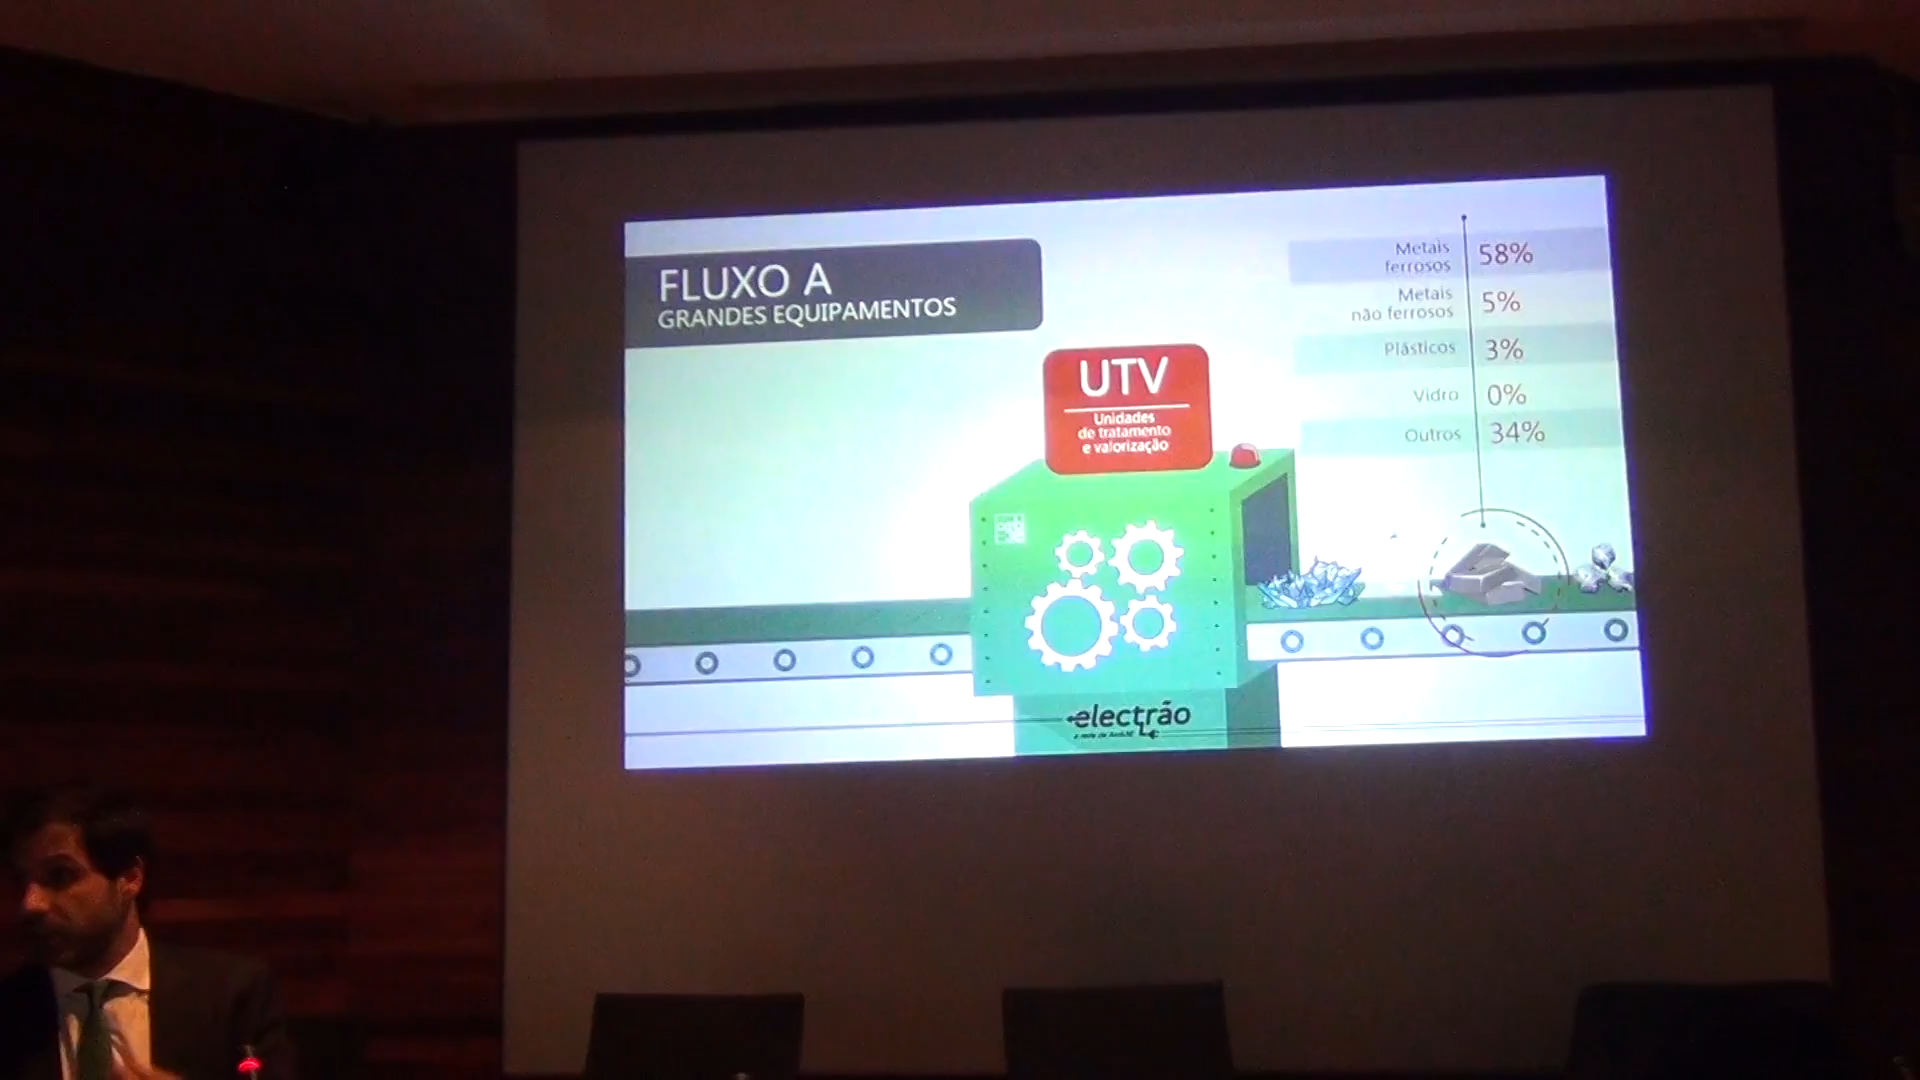 FLUXO A
GRANDES EQUIPAMENTOS
UTV
Unidades
de tratamento
e valorização
Metais
ferrosos
58%
Metais
não ferrosos
5%
Plásticos
3%
Vidro
0%
Outros
34%
electrão